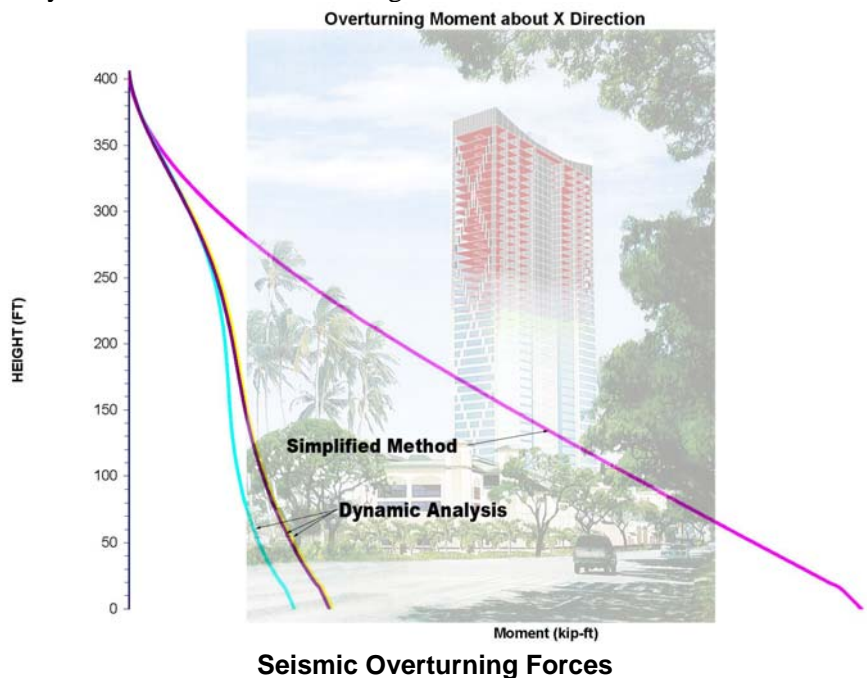 Overturning Moment about X Direction
400
350
300
250
200
150
100
50
0
HEIGHT (FT)
Simplified Method
Dynamic Analysis
Moment (kip-ft)
Seismic Overturning Forces